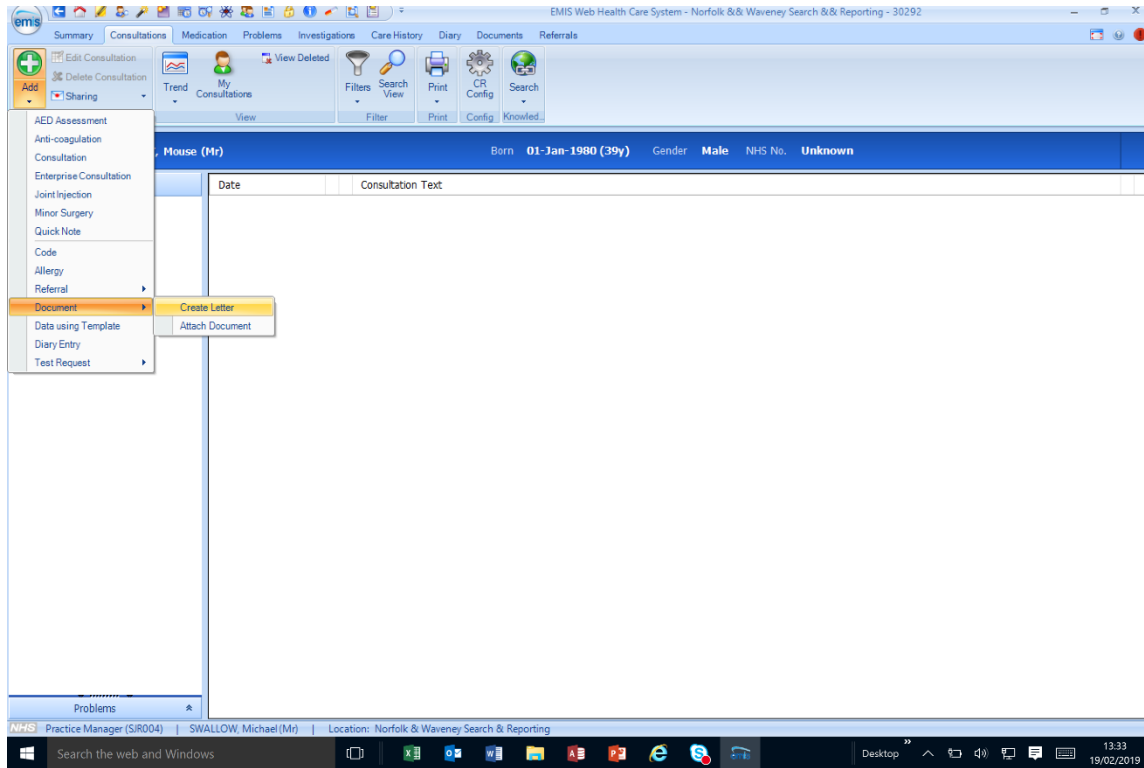 emis
EMIS Web Health Care System - Norfolk && Waveney Search && Reporting - 30292
Summary Consultations Medication Problems Investigations Care History Diary Documents Referrals
Add
Edit Consultation
Delete Consultation
Sharing
Trend
My Consultations
View Deleted
Filters
Search View
Print
CR Config
Search
View Filter Print Config Knowled...
AED Assessment
Anti-coagulation
Consultation
Enterprise Consultation
Joint Injection
Minor Surgery
Quick Note
Code
Allergy
Referral
Document
Data using Template
Diary Entry
Test Request
Create Letter
Attach Document
, Mouse (Mr) Born 01-Jan-1980 (39y) Gender Male NHS No. Unknown
Date Consultation Text
Problems
NHS Practice Manager (SJR004) | SWALLOW, Michael (Mr) | Location: Norfolk & Waveney Search & Reporting
Search the web and Windows
Desktop
13:33
19/02/2019